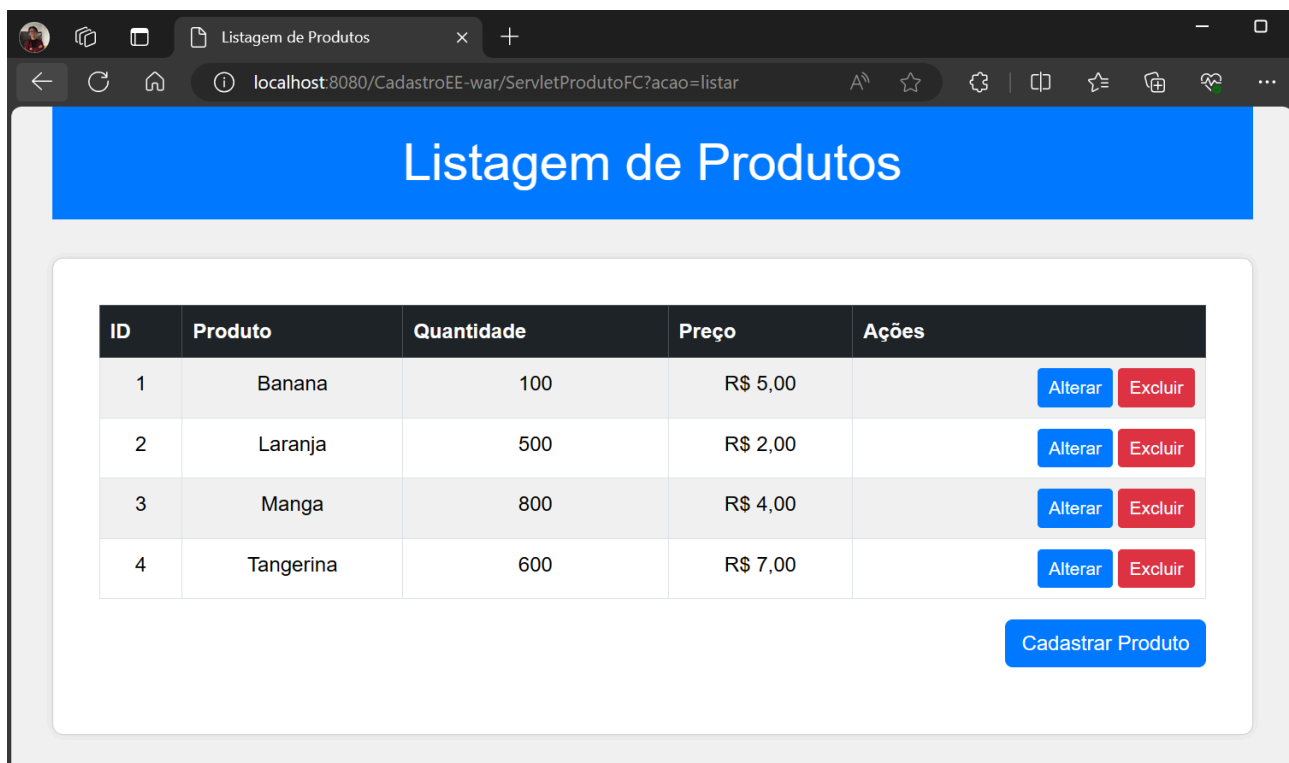 Listagem de Produtos
localhost:8080/CadastroEE-war/ServletProdutoFC?acao=listar
Listagem de Produtos
ID Produto Quantidade Preço Ações
1 Banana 100 R$ 5,00 Alterar Excluir
2 Laranja 500 R$ 2,00 Alterar Excluir
3 Manga 800 R$ 4,00 Alterar Excluir
4 Tangerina 600 R$ 7,00 Alterar Excluir
Cadastrar Produto